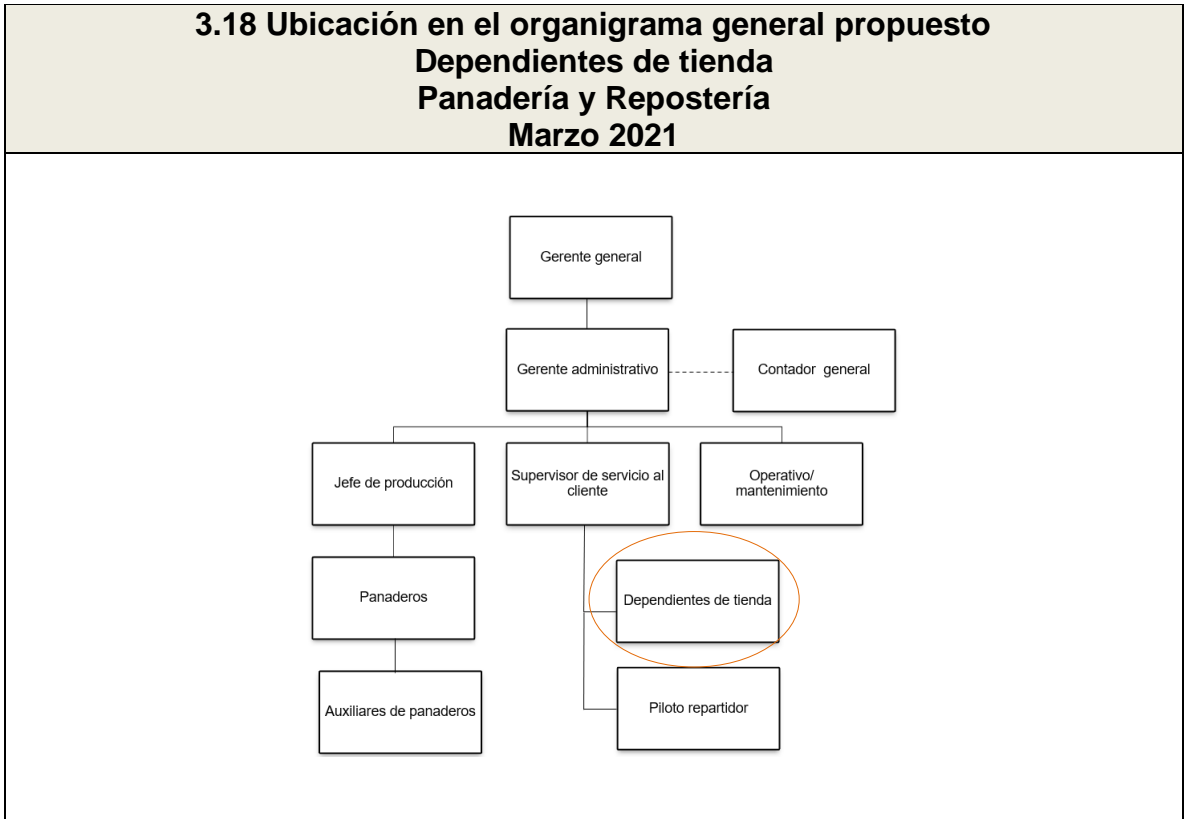 3.18 Ubicación en el organigrama general propuesto
Dependientes de tienda
Panadería y Repostería
Marzo 2021
Gerente general
Gerente administrativo
Contador general
Jefe de producción
Supervisor de servicio al
cliente
Operativo/
mantenimiento
Panaderos
Dependientes de tienda
Auxiliares de panaderos
Piloto repartidor